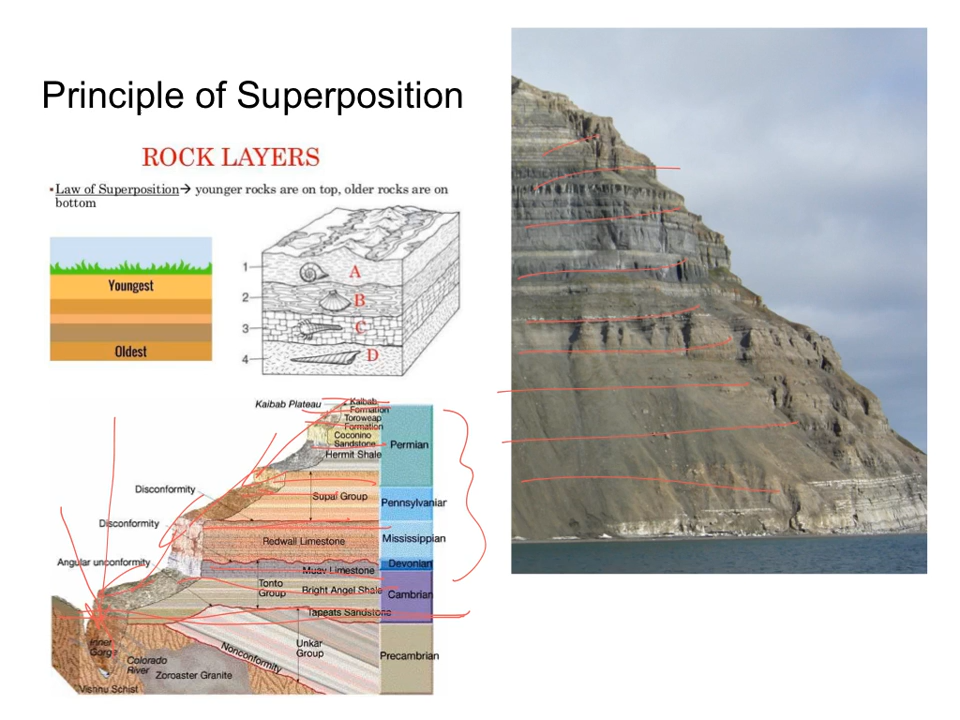 Principle of Superposition
ROCK LAYERS
•Law of Superposition→ younger rocks are on top, older rocks are on
bottom
Youngest
Oldest
1
A
2
B
3
C
4
D
Kaibab Plateau
Kaibab
Formation
Toroweap
Formation
Coconino
Sandstone
Hermit Shale
Permian
Disconformity
Supai Group
Pennsylvanian
Disconformity
Redwall Limestone
Mississippian
Angular unconformity
Muav Limestone
Devonian
Tonto
Group
Bright Angel Shale
Cambrian
Tapeats Sandstone
Inner
Gorge
Colorado
River
Nonconformity
Unkar
Group
Precambrian
Zoroaster Granite
Vishnu Schist